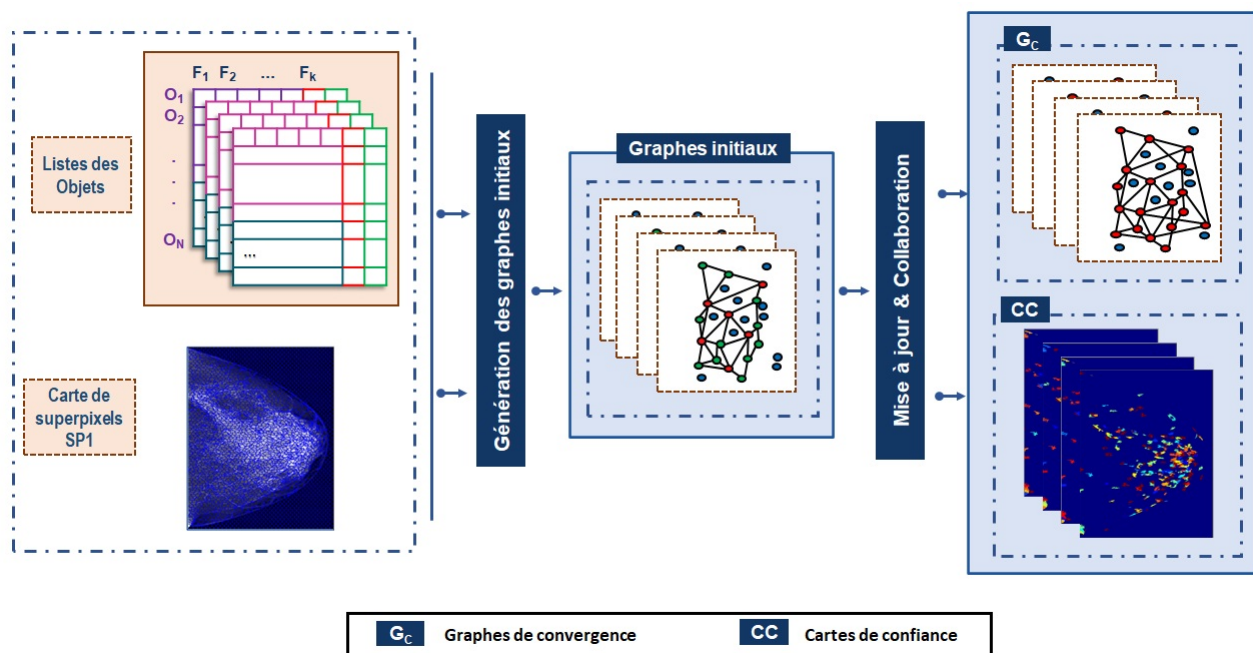 F1 F2 ... Fk
O1
O2
.
.
.
ON
...
Listes des
Objets
Carte de
superpixels
SP1
Génération des graphes initiaux
Graphes initiaux
Mise à jour & Collaboration
GC
CC
GC Graphes de convergence
CC Cartes de confiance